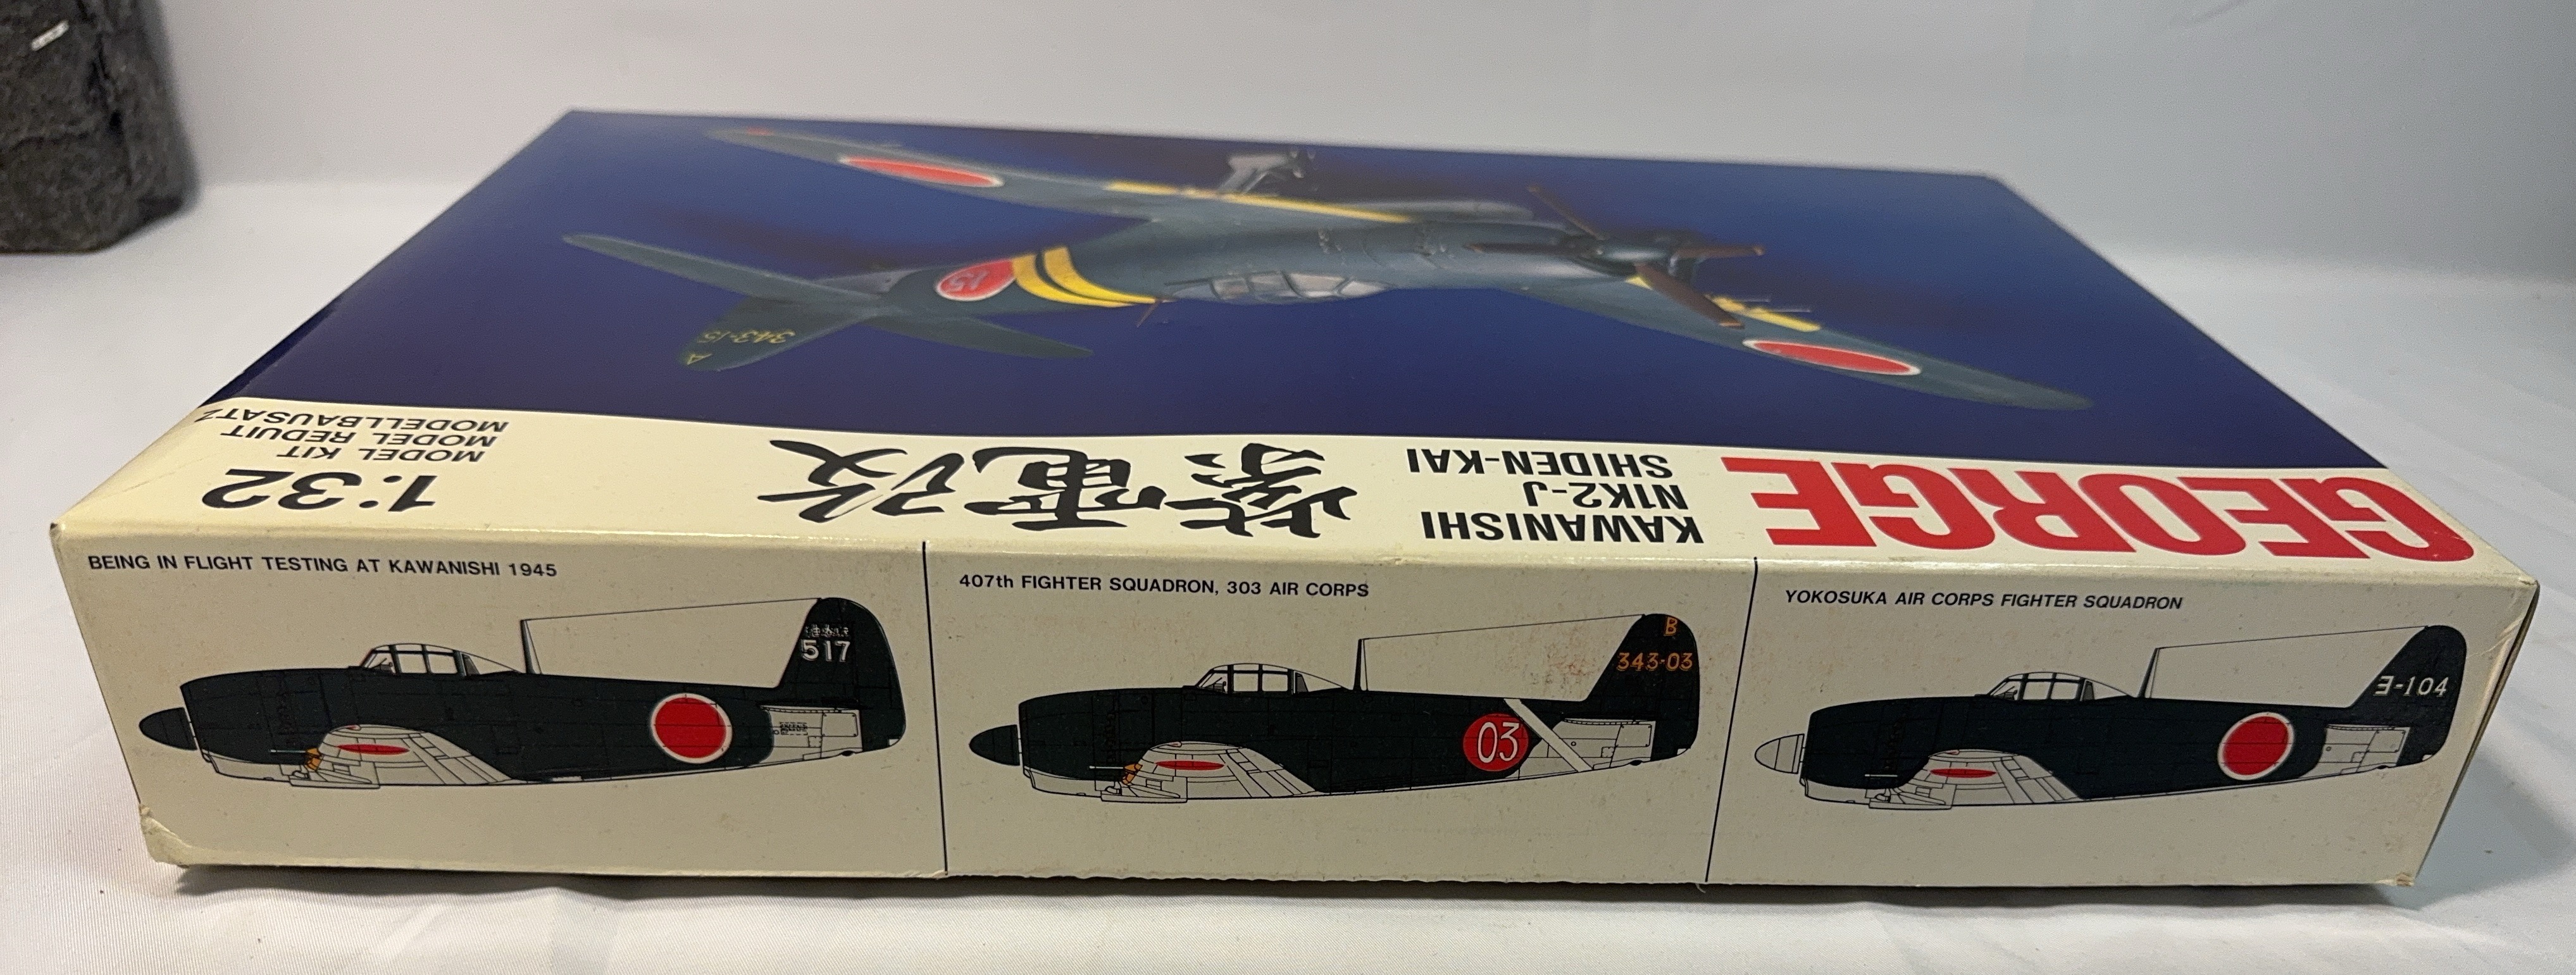 GEORGE
KAWANISHI
N1K2-J
SHIDEN-KAI
紫電改
1:32
MODEL KIT
MODEL REDUIT
MODELLBAUSATZ
A
343-15
15
BEING IN FLIGHT TESTING AT KAWANISHI 1945
517
407th FIGHTER SQUADRON, 303 AIR CORPS
B
343-03
03
YOKOSUKA AIR CORPS FIGHTER SQUADRON
ヨ-104